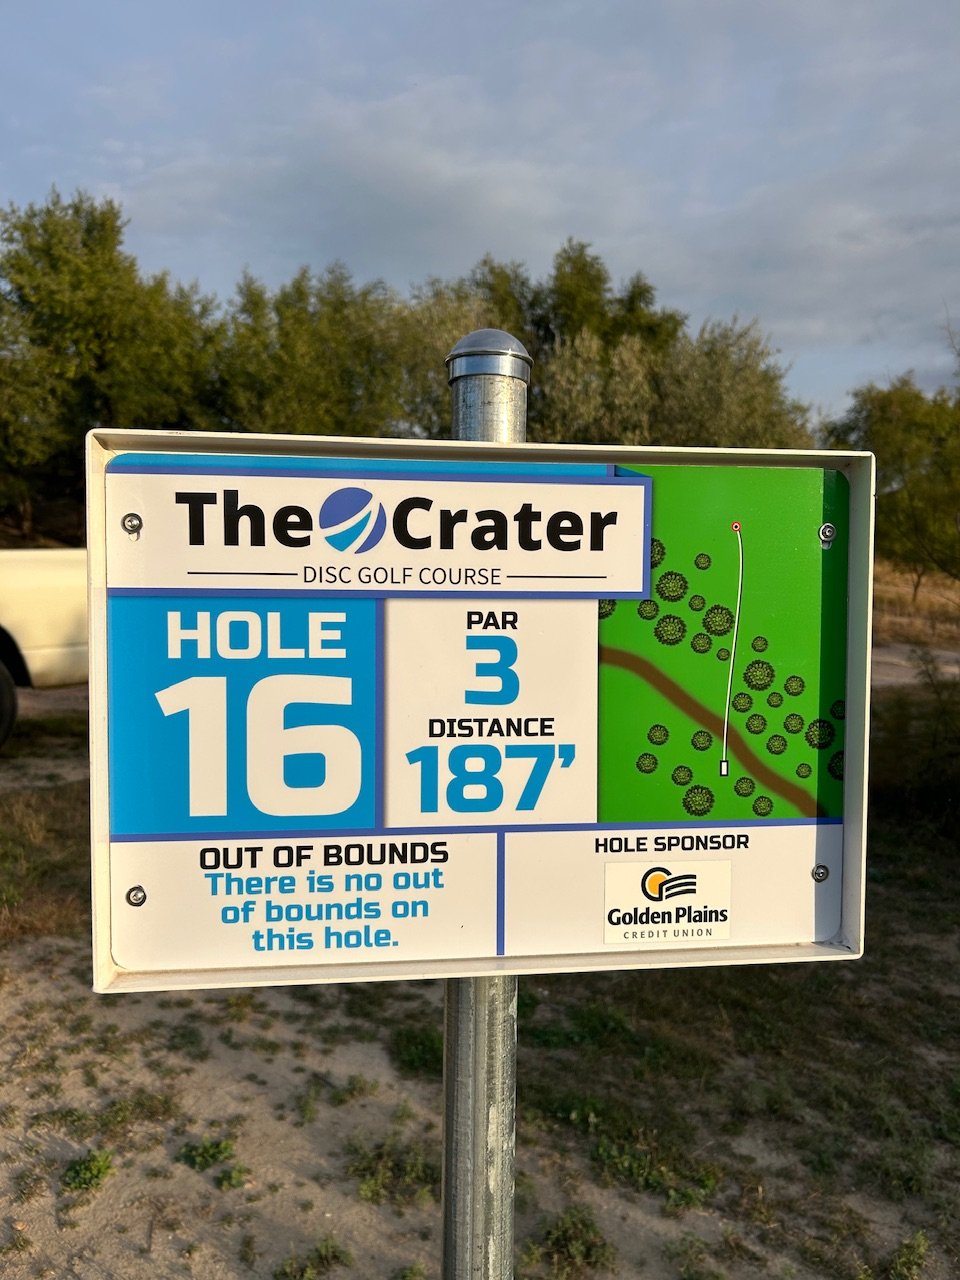 The Crater
DISC GOLF COURSE
HOLE
16
PAR
3
DISTANCE
187’
OUT OF BOUNDS
There is no out
of bounds on
this hole.
HOLE SPONSOR
Golden Plains
CREDIT UNION